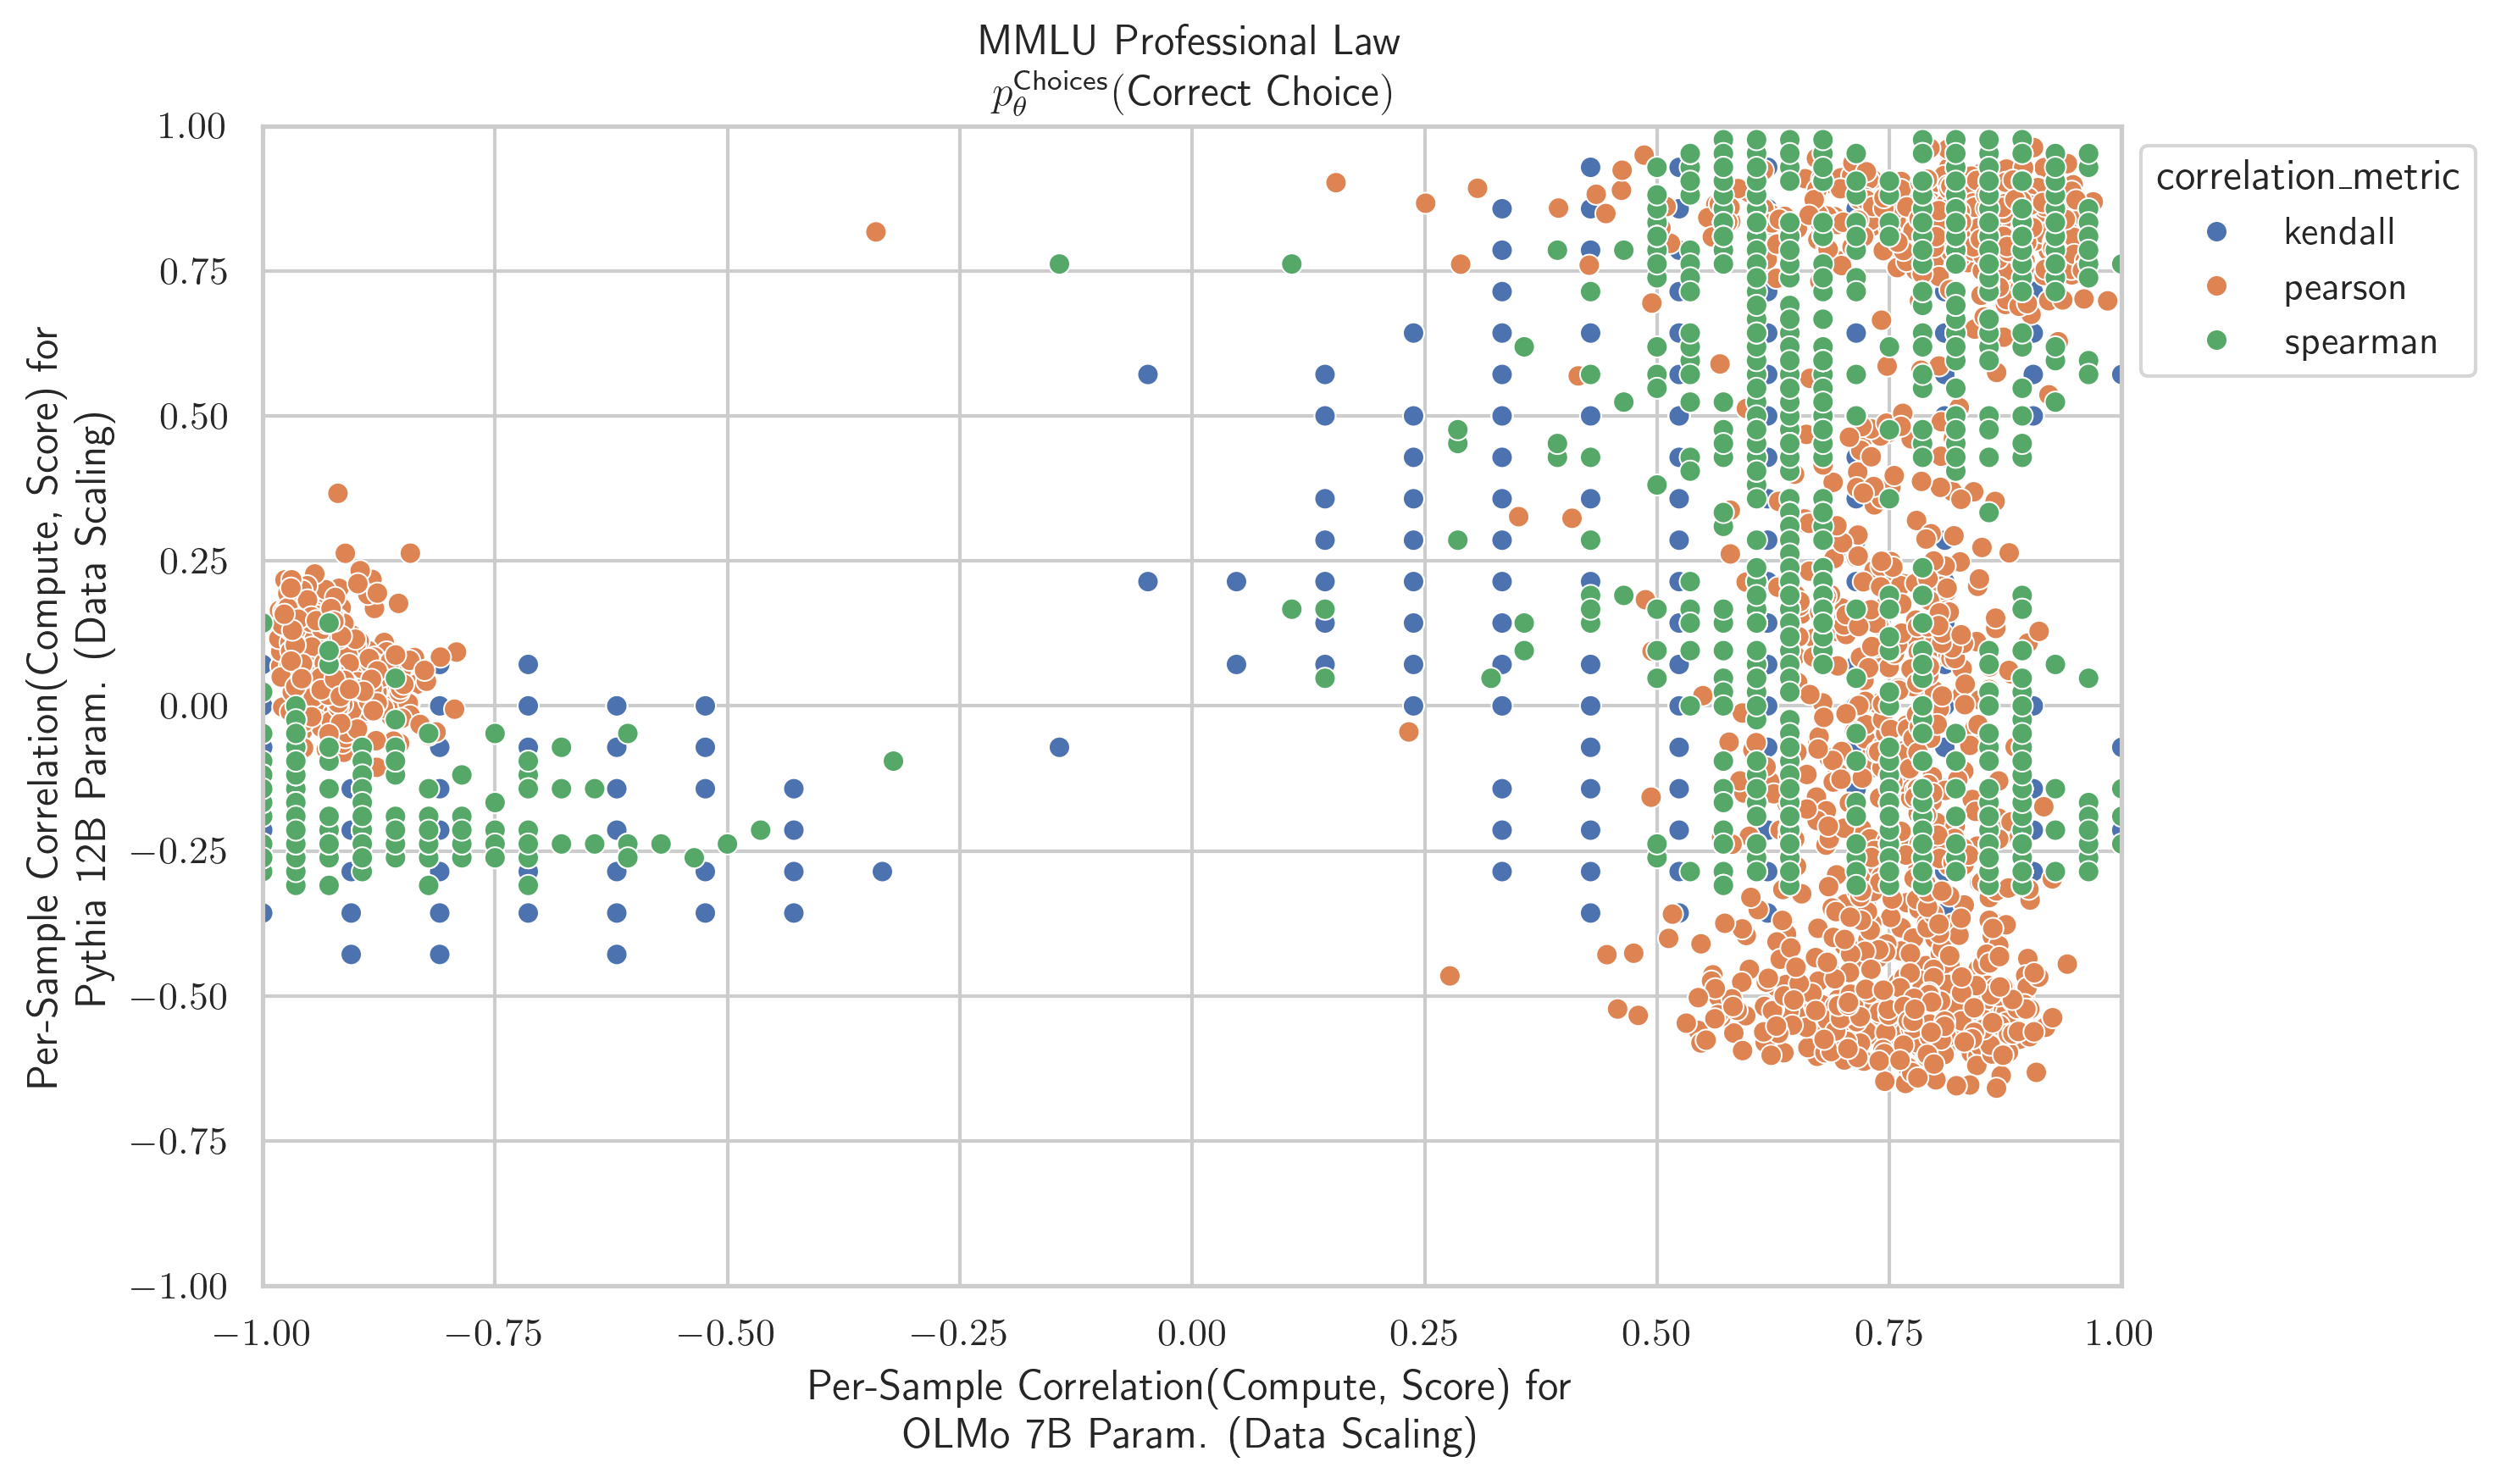 MMLU Professional Law
p_θ^Choices(Correct Choice)
1.00
0.75
0.50
0.25
0.00
−0.25
−0.50
−0.75
−1.00
Per-Sample Correlation(Compute, Score) for
Pythia 12B Param. (Data Scaling)
−1.00
−0.75
−0.50
−0.25
0.00
0.25
0.50
0.75
1.00
Per-Sample Correlation(Compute, Score) for
OLMo 7B Param. (Data Scaling)
correlation_metric
kendall
pearson
spearman